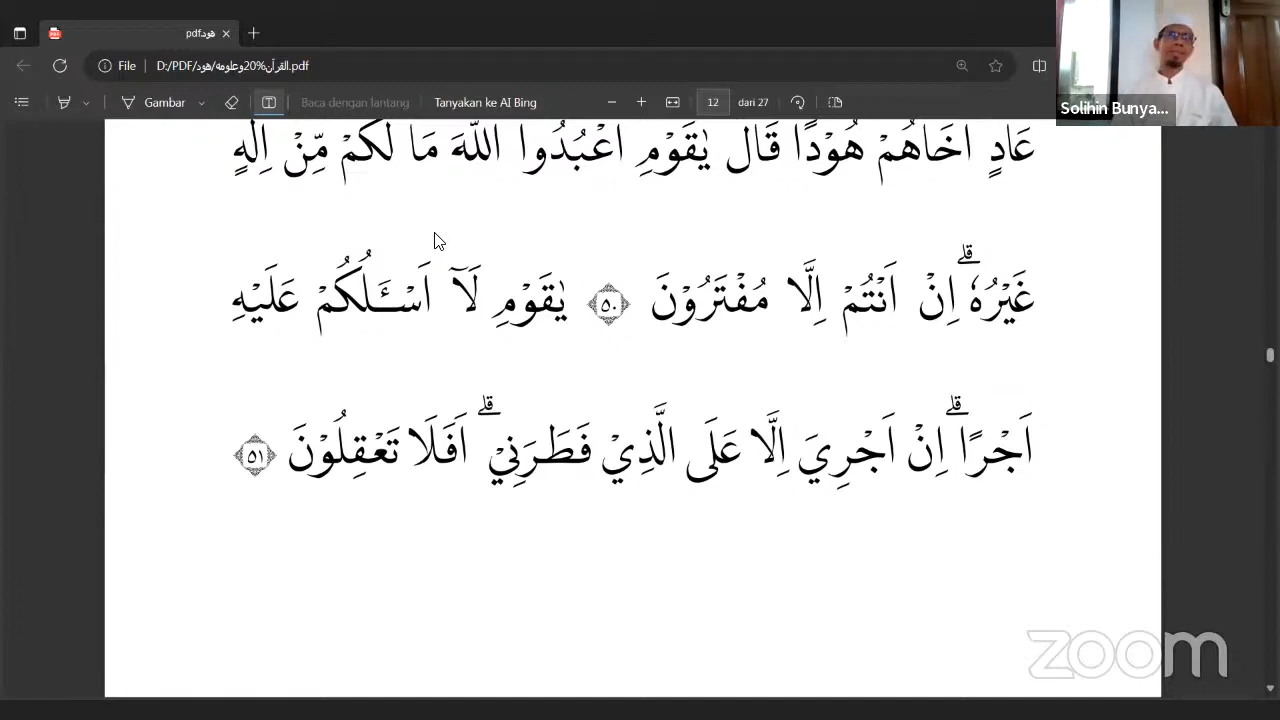 هود.pdf
File
D:/PDF/القرآن%20وعلومه/هود.pdf
Gambar
Baca dengan lantang
Tanyakan ke AI Bing
12
dari 27
Solihin Bunya...
عَادٍ اَخَاهُمْ هُوْدًا قَالَ يٰقَوْمِ اعْبُدُوا اللّٰهَ مَا لَكُمْ مِّنْ اِلٰهٍ
غَيْرُهٗ ۗاِنْ اَنْتُمْ اِلَّا مُفْتَرُوْنَ ٥٠ يٰقَوْمِ لَآ اَسْـَٔلُكُمْ عَلَيْهِ
اَجْرًا ۗاِنْ اَجْرِيَ اِلَّا عَلَى الَّذِيْ فَطَرَنِيْ ۗ اَفَلَا تَعْقِلُوْنَ ٥١
zoom